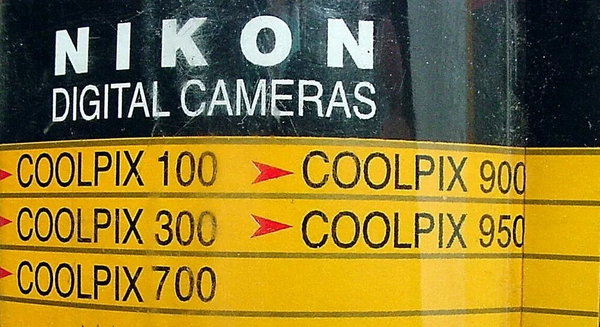 NIKON
DIGITAL CAMERAS
COOLPIX 100
COOLPIX 300
COOLPIX 700
COOLPIX 900
COOLPIX 950